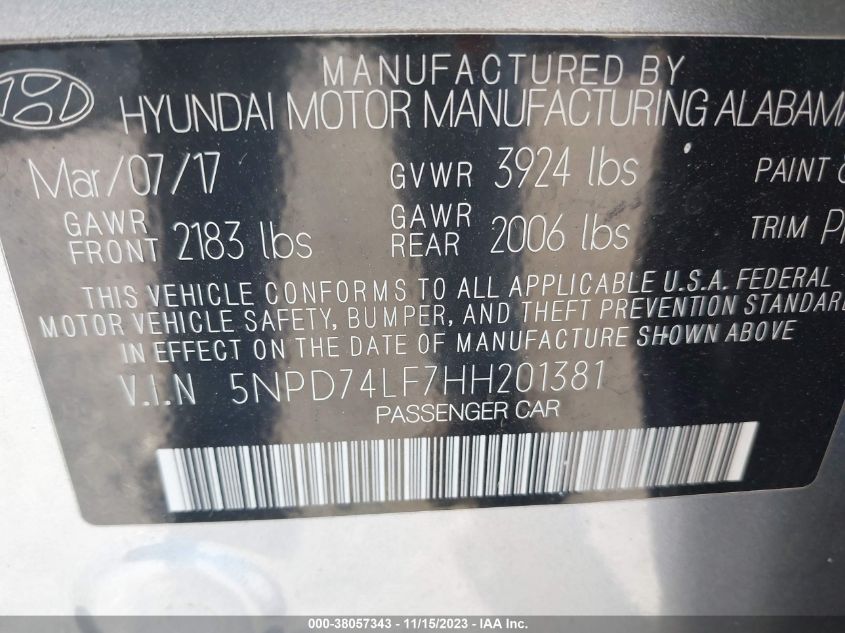 MANUFACTURED BY
HYUNDAI MOTOR MANUFACTURING ALABAMA
Mar/07/17 GVWR 3924 lbs PAINT &
GAWR FRONT 2183 lbs GAWR REAR 2006 lbs TRIM
THIS VEHICLE CONFORMS TO ALL APPLICABLE U.S.A. FEDERAL
MOTOR VEHICLE SAFETY, BUMPER, AND THEFT PREVENTION STANDARD
IN EFFECT ON THE DATE OF MANUFACTURE SHOWN ABOVE
V.I.N 5NPD74LF7HH201381
PASSENGER CAR
000-38057343 - 11/15/2023 - IAA Inc.